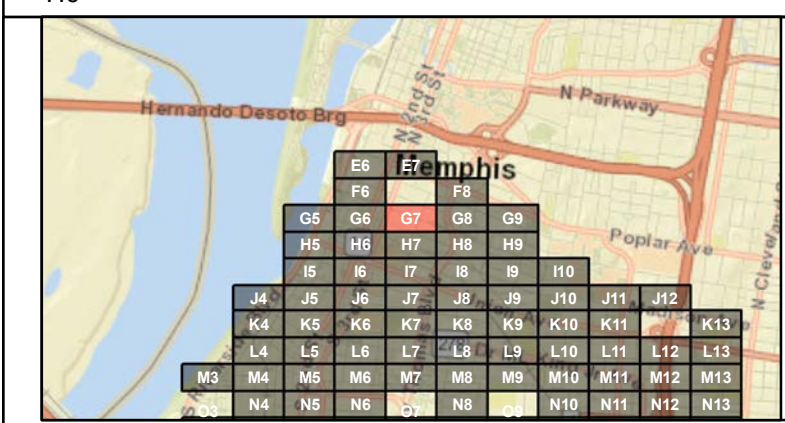 N 2nd St
N 3rd St
N Parkway
Hernando Desoto Brg
Memphis
E6 E7
F6 F8
G5 G6 G7 G8 G9
Poplar Ave
H5 H6 H7 H8 H9
I5 I6 I7 I8 I9 I10
J4 J5 J6 J7 J8 J9 J10 J11 J12
K4 K5 K6 K7 K8 K9 K10 K11 K13
L4 L5 L6 L7 L8 L9 L10 L11 L12 L13
M3 M4 M5 M6 M7 M8 M9 M10 M11 M12 M13
O3 N4 N5 N6 O7 N8 O9 N10 N11 N12 N13